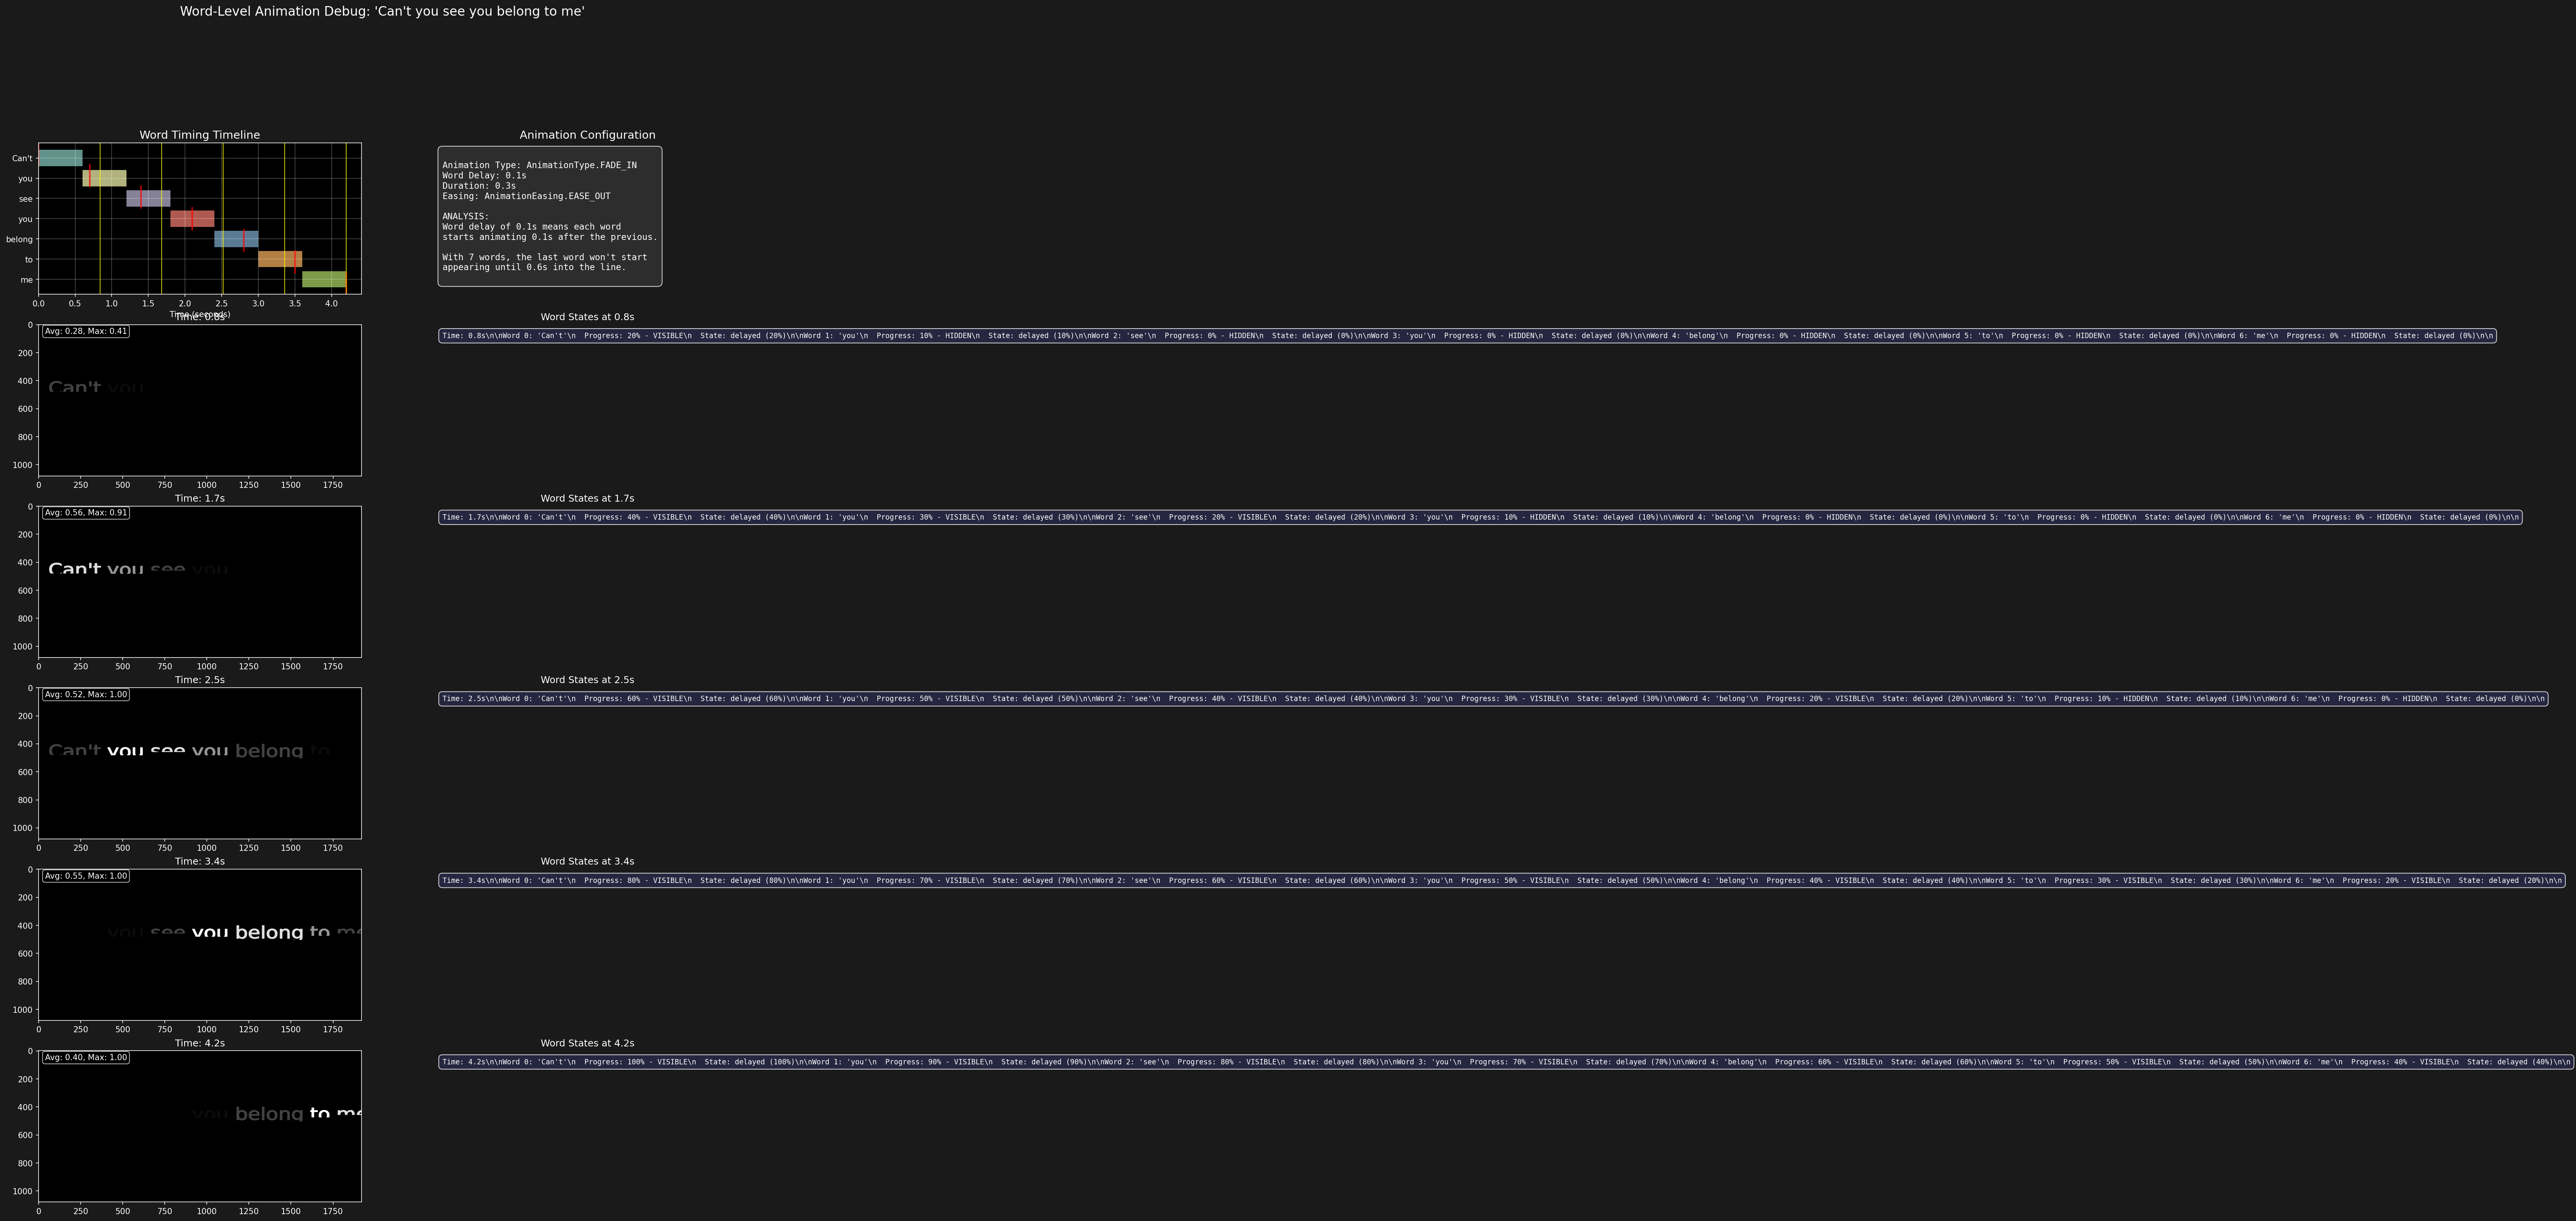 Word-Level Animation Debug: 'Can't you see you belong to me'
Word Timing Timeline
Can't
you
see
you
belong
to
me
0.0 0.5 1.0 1.5 2.0 2.5 3.0 3.5 4.0
Time (seconds)
Animation Configuration
Animation Type: AnimationType.FADE_IN
Word Delay: 0.1s
Duration: 0.3s
Easing: AnimationEasing.EASE_OUT
ANALYSIS:
Word delay of 0.1s means each word
starts animating 0.1s after the previous.
With 7 words, the last word won't start
appearing until 0.6s into the line.
Time: 0.8s
Avg: 0.28, Max: 0.41
Can't you
0
200
400
600
800
1000
0 250 500 750 1000 1250 1500 1750
Word States at 0.8s
Time: 0.8s\n\nWord 0: 'Can't'\n  Progress: 20% - VISIBLE\n  State: delayed (20%)\n\nWord 1: 'you'\n  Progress: 10% - HIDDEN\n  State: delayed (10%)\n\nWord 2: 'see'\n  Progress: 0% - HIDDEN\n  State: delayed (0%)\n\nWord 3: 'you'\n  Progress: 0% - HIDDEN\n  State: delayed (0%)\n\nWord 4: 'belong'\n  Progress: 0% - HIDDEN\n  State: delayed (0%)\n\nWord 5: 'to'\n  Progress: 0% - HIDDEN\n  State: delayed (0%)\n\nWord 6: 'me'\n  Progress: 0% - HIDDEN\n  State: delayed (0%)\n\n
Time: 1.7s
Avg: 0.56, Max: 0.91
Can't you see you
0
200
400
600
800
1000
0 250 500 750 1000 1250 1500 1750
Word States at 1.7s
Time: 1.7s\n\nWord 0: 'Can't'\n  Progress: 40% - VISIBLE\n  State: delayed (40%)\n\nWord 1: 'you'\n  Progress: 30% - VISIBLE\n  State: delayed (30%)\n\nWord 2: 'see'\n  Progress: 20% - VISIBLE\n  State: delayed (20%)\n\nWord 3: 'you'\n  Progress: 10% - HIDDEN\n  State: delayed (10%)\n\nWord 4: 'belong'\n  Progress: 0% - HIDDEN\n  State: delayed (0%)\n\nWord 5: 'to'\n  Progress: 0% - HIDDEN\n  State: delayed (0%)\n\nWord 6: 'me'\n  Progress: 0% - HIDDEN\n  State: delayed (0%)\n\n
Time: 2.5s
Avg: 0.52, Max: 1.00
Can't you see you belong to
0
200
400
600
800
1000
0 250 500 750 1000 1250 1500 1750
Word States at 2.5s
Time: 2.5s\n\nWord 0: 'Can't'\n  Progress: 60% - VISIBLE\n  State: delayed (60%)\n\nWord 1: 'you'\n  Progress: 50% - VISIBLE\n  State: delayed (50%)\n\nWord 2: 'see'\n  Progress: 40% - VISIBLE\n  State: delayed (40%)\n\nWord 3: 'you'\n  Progress: 30% - VISIBLE\n  State: delayed (30%)\n\nWord 4: 'belong'\n  Progress: 20% - VISIBLE\n  State: delayed (20%)\n\nWord 5: 'to'\n  Progress: 10% - HIDDEN\n  State: delayed (10%)\n\nWord 6: 'me'\n  Progress: 0% - HIDDEN\n  State: delayed (0%)\n\n
Time: 3.4s
Avg: 0.55, Max: 1.00
you see you belong to me
0
200
400
600
800
1000
0 250 500 750 1000 1250 1500 1750
Word States at 3.4s
Time: 3.4s\n\nWord 0: 'Can't'\n  Progress: 80% - VISIBLE\n  State: delayed (80%)\n\nWord 1: 'you'\n  Progress: 70% - VISIBLE\n  State: delayed (70%)\n\nWord 2: 'see'\n  Progress: 60% - VISIBLE\n  State: delayed (60%)\n\nWord 3: 'you'\n  Progress: 50% - VISIBLE\n  State: delayed (50%)\n\nWord 4: 'belong'\n  Progress: 40% - VISIBLE\n  State: delayed (40%)\n\nWord 5: 'to'\n  Progress: 30% - VISIBLE\n  State: delayed (30%)\n\nWord 6: 'me'\n  Progress: 20% - VISIBLE\n  State: delayed (20%)\n\n
Time: 4.2s
Avg: 0.40, Max: 1.00
you belong to me
0
200
400
600
800
1000
0 250 500 750 1000 1250 1500 1750
Word States at 4.2s
Time: 4.2s\n\nWord 0: 'Can't'\n  Progress: 100% - VISIBLE\n  State: delayed (100%)\n\nWord 1: 'you'\n  Progress: 90% - VISIBLE\n  State: delayed (90%)\n\nWord 2: 'see'\n  Progress: 80% - VISIBLE\n  State: delayed (80%)\n\nWord 3: 'you'\n  Progress: 70% - VISIBLE\n  State: delayed (70%)\n\nWord 4: 'belong'\n  Progress: 60% - VISIBLE\n  State: delayed (60%)\n\nWord 5: 'to'\n  Progress: 50% - VISIBLE\n  State: delayed (50%)\n\nWord 6: 'me'\n  Progress: 40% - VISIBLE\n  State: delayed (40%)\n\n